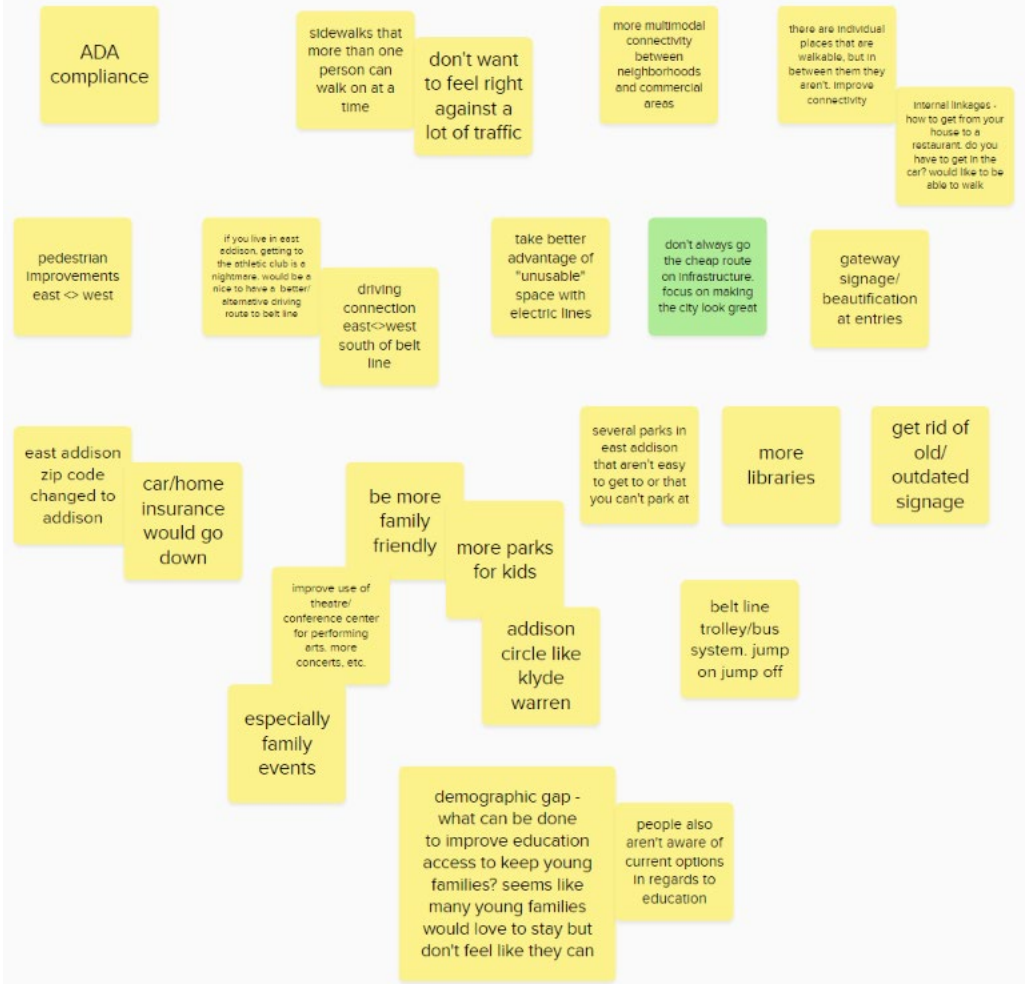 ADA
compliance
sidewalks that
more than one
person can
walk on at a
time
don't want
to feel right
against a
lot of traffic
more multimodal
connectivity
between
neighborhoods
and commercial
areas
there are individual
places that are
walkable, but in
between them they
aren't. improve
connectivity
internal linkages -
how to get from your
house to a
restaurant. do you
have to get in the
car? would like to be
able to walk
pedestrian
improvements
east <> west
if you live in east
addison, getting to
the athletic club is a
nightmare. would be a
nice to have a better/
alternative driving
route to belt line
driving
connection
east<>west
south of belt
line
take better
advantage of
"unusable"
space with
electric lines
don't always go
the cheap route
on infrastructure.
focus on making
the city look great
gateway
signage/
beautification
at entries
east addison
zip code
changed to
addison
car/home
insurance
would go
down
be more
family
friendly
more parks
for kids
addison
circle like
klyde
warren
improve use of
theatre/
conference center
for performing
arts. more
concerts, etc.
especially
family
events
several parks in
east addison
that aren't easy
to get to or that
you can't park at
more
libraries
get rid of
old/
outdated
signage
belt line
trolley/bus
system. jump
on jump off
demographic gap -
what can be done
to improve education
access to keep young
families? seems like
many young families
would love to stay but
don't feel like they can
people also
aren't aware of
current options
in regards to
education